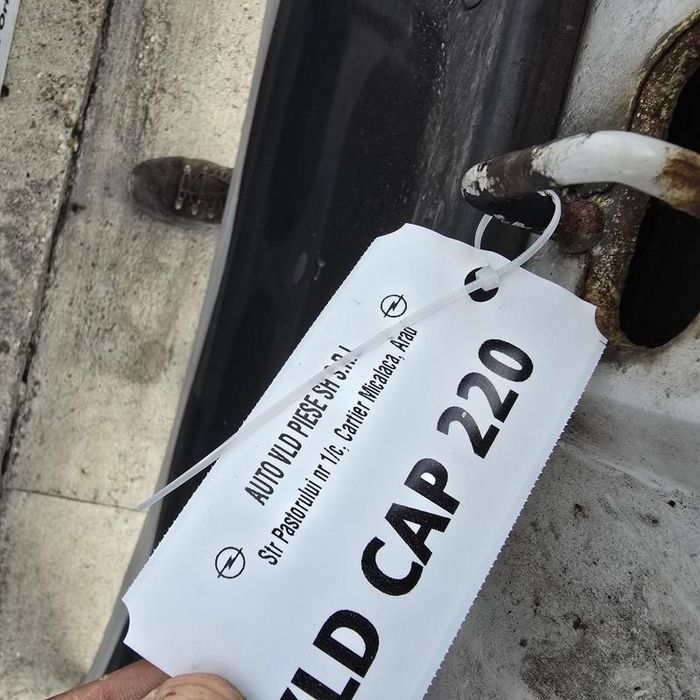 AUTO VLD PIESE SH S.R.L
Str Pastorului nr 1/c, Cartier Micalaca, Arad
VLD CAP 220